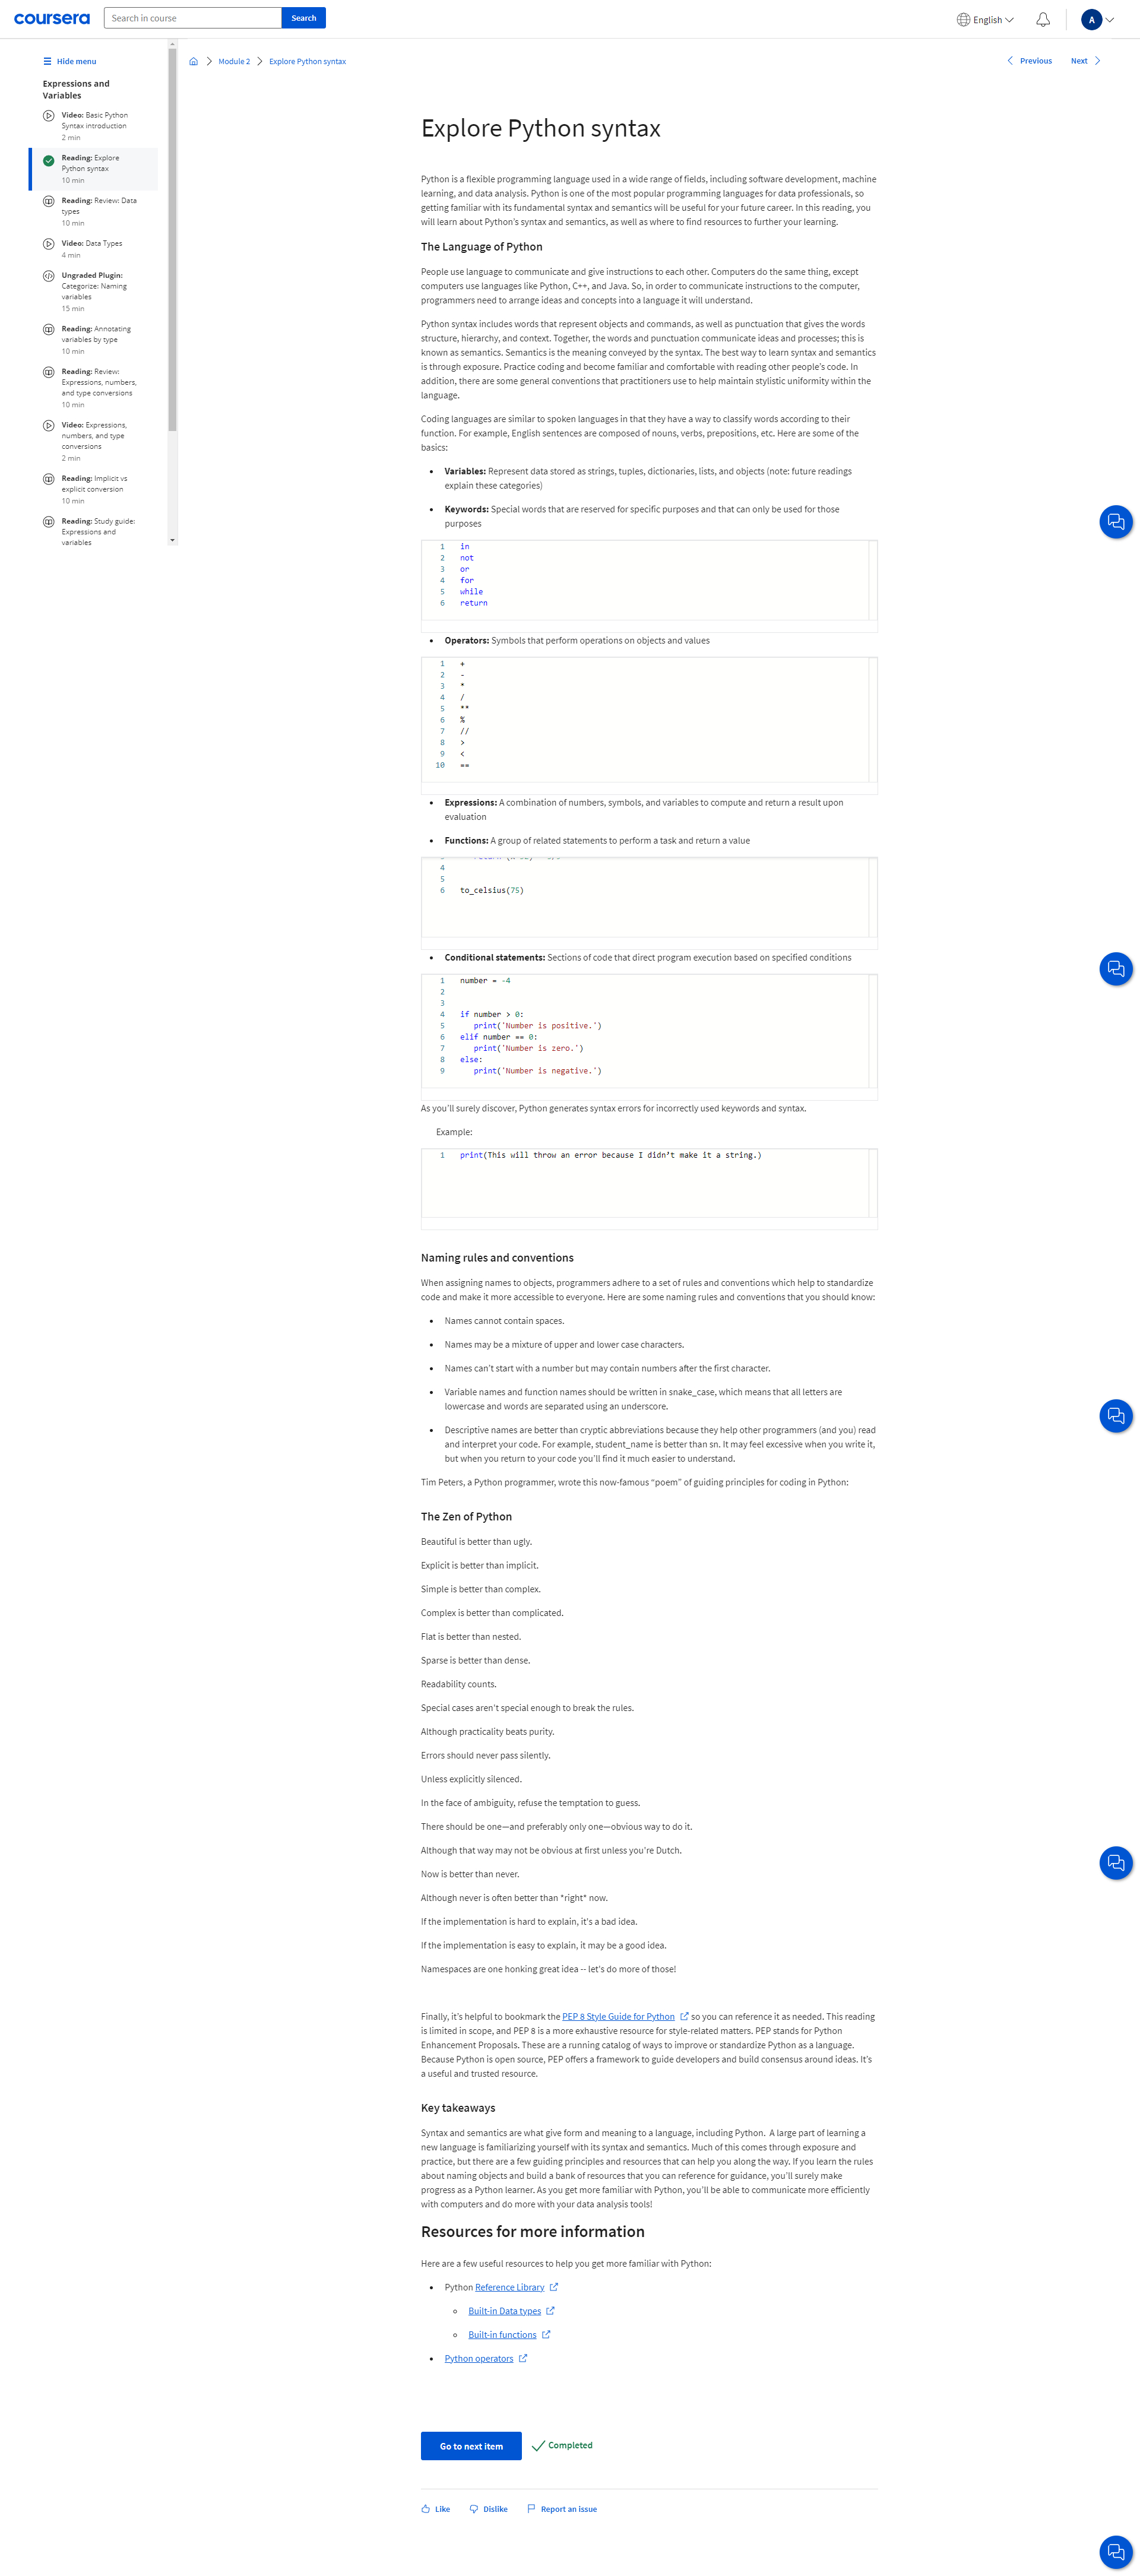 coursera
Search in course
Search
English
A
Hide menu
Expressions and
Variables
Video: Basic Python
Syntax introduction
2 min
Reading: Explore
Python syntax
10 min
Reading: Review: Data
types
10 min
Video: Data Types
4 min
Ungraded Plugin:
Categorize: Naming
variables
15 min
Reading: Annotating
variables by type
10 min
Reading: Review:
Expressions, numbers,
and type conversions
10 min
Video: Expressions,
numbers, and type
conversions
2 min
Reading: Implicit vs
explicit conversion
10 min
Reading: Study guide:
Expressions and
variables
Module 2
Explore Python syntax
Previous
Next
Explore Python syntax
Python is a flexible programming language used in a wide range of fields, including software development, machine
learning, and data analysis. Python is one of the most popular programming languages for data professionals, so
getting familiar with its fundamental syntax and semantics will be useful for your future career. In this reading, you
will learn about Python's syntax and semantics, as well as where to find resources to further your learning.
The Language of Python
People use language to communicate and give instructions to each other. Computers do the same thing, except
computers use languages like Python, C++, and Java. So, in order to communicate instructions to the computer,
programmers need to arrange ideas and concepts into a language it will understand.
Python syntax includes words that represent objects and commands, as well as punctuation that gives the words
structure, hierarchy, and context. Together, the words and punctuation communicate ideas and processes; this is
known as semantics. Semantics is the meaning conveyed by the syntax. The best way to learn syntax and semantics
is through exposure. Practice coding and become familiar and comfortable with reading other people's code. In
addition, there are some general conventions that practitioners use to help maintain stylistic uniformity within the
language.
Coding languages are similar to spoken languages in that they have a way to classify words according to their
function. For example, English sentences are composed of nouns, verbs, prepositions, etc. Here are some of the
basics:
• Variables: Represent data stored as strings, tuples, dictionaries, lists, and objects (note: future readings
explain these categories)
• Keywords: Special words that are reserved for specific purposes and that can only be used for those
purposes
1 in
2 not
3 or
4 for
5 while
6 return
• Operators: Symbols that perform operations on objects and values
1 +
2 -
3 *
4 /
5 **
6 %
7 //
8 >
9 <
10 ==
• Expressions: A combination of numbers, symbols, and variables to compute and return a result upon
evaluation
• Functions: A group of related statements to perform a task and return a value
4
5
6 to_celsius(75)
• Conditional statements: Sections of code that direct program execution based on specified conditions
1 number = -4
2
3
4 if number > 0:
5 print('Number is positive.')
6 elif number == 0:
7 print('Number is zero.')
8 else:
9 print('Number is negative.')
As you'll surely discover, Python generates syntax errors for incorrectly used keywords and syntax.
Example:
1 print(This will throw an error because I didn’t make it a string.)
Naming rules and conventions
When assigning names to objects, programmers adhere to a set of rules and conventions which help to standardize
code and make it more accessible to everyone. Here are some naming rules and conventions that you should know:
• Names cannot contain spaces.
• Names may be a mixture of upper and lower case characters.
• Names can't start with a number but may contain numbers after the first character.
• Variable names and function names should be written in snake_case, which means that all letters are
lowercase and words are separated using an underscore.
• Descriptive names are better than cryptic abbreviations because they help other programmers (and you) read
and interpret your code. For example, student_name is better than sn. It may feel excessive when you write it,
but when you return to your code you'll find it much easier to understand.
Tim Peters, a Python programmer, wrote this now-famous “poem” of guiding principles for coding in Python:
The Zen of Python
Beautiful is better than ugly.
Explicit is better than implicit.
Simple is better than complex.
Complex is better than complicated.
Flat is better than nested.
Sparse is better than dense.
Readability counts.
Special cases aren't special enough to break the rules.
Although practicality beats purity.
Errors should never pass silently.
Unless explicitly silenced.
In the face of ambiguity, refuse the temptation to guess.
There should be one—and preferably only one—obvious way to do it.
Although that way may not be obvious at first unless you're Dutch.
Now is better than never.
Although never is often better than *right* now.
If the implementation is hard to explain, it's a bad idea.
If the implementation is easy to explain, it may be a good idea.
Namespaces are one honking great idea -- let's do more of those!
Finally, it's helpful to bookmark the PEP 8 Style Guide for Python so you can reference it as needed. This reading
is limited in scope, and PEP 8 is a more exhaustive resource for style-related matters. PEP stands for Python
Enhancement Proposals. These are a running catalog of ways to improve or standardize Python as a language.
Because Python is open source, PEP offers a framework to guide developers and build consensus around ideas. It's
a useful and trusted resource.
Key takeaways
Syntax and semantics are what give form and meaning to a language, including Python. A large part of learning a
new language is familiarizing yourself with its syntax and semantics. Much of this comes through exposure and
practice, but there are a few guiding principles and resources that can help you along the way. If you learn the rules
about naming objects and build a bank of resources that you can reference for guidance, you'll surely make
progress as a Python learner. As you get more familiar with Python, you'll be able to communicate more efficiently
with computers and do more with your data analysis tools!
Resources for more information
Here are a few useful resources to help you get more familiar with Python:
• Python Reference Library
Built-in Data types
Built-in functions
• Python operators
Go to next item
Completed
Like
Dislike
Report an issue